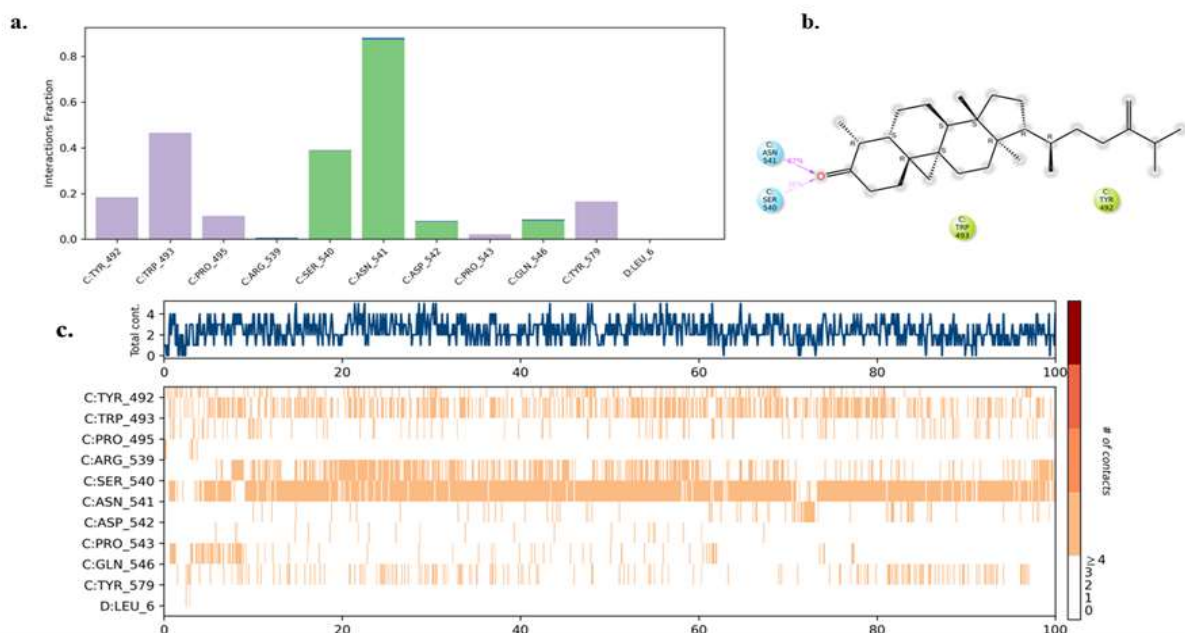 a.
Interactions Fraction
0.8
0.6
0.4
0.2
0.0
C:TYR_492
C:TRP_493
C:PRO_495
C:ARG_539
C:SER_540
C:ASN_541
C:ASP_542
C:PRO_543
C:GLN_546
C:TYR_579
D:LEU_6
b.
C:
ASN
541
87%
C:
SER
540
O
R
S
R
S
S
S
R
R
R
C:
TRP
493
C:
TYR
492
c.
Total cont.
4
2
0
0 20 40 60 80 100
C:TYR_492
C:TRP_493
C:PRO_495
C:ARG_539
C:SER_540
C:ASN_541
C:ASP_542
C:PRO_543
C:GLN_546
C:TYR_579
D:LEU_6
0 20 40 60 80 100
# of contacts
≥4
3
2
1
0